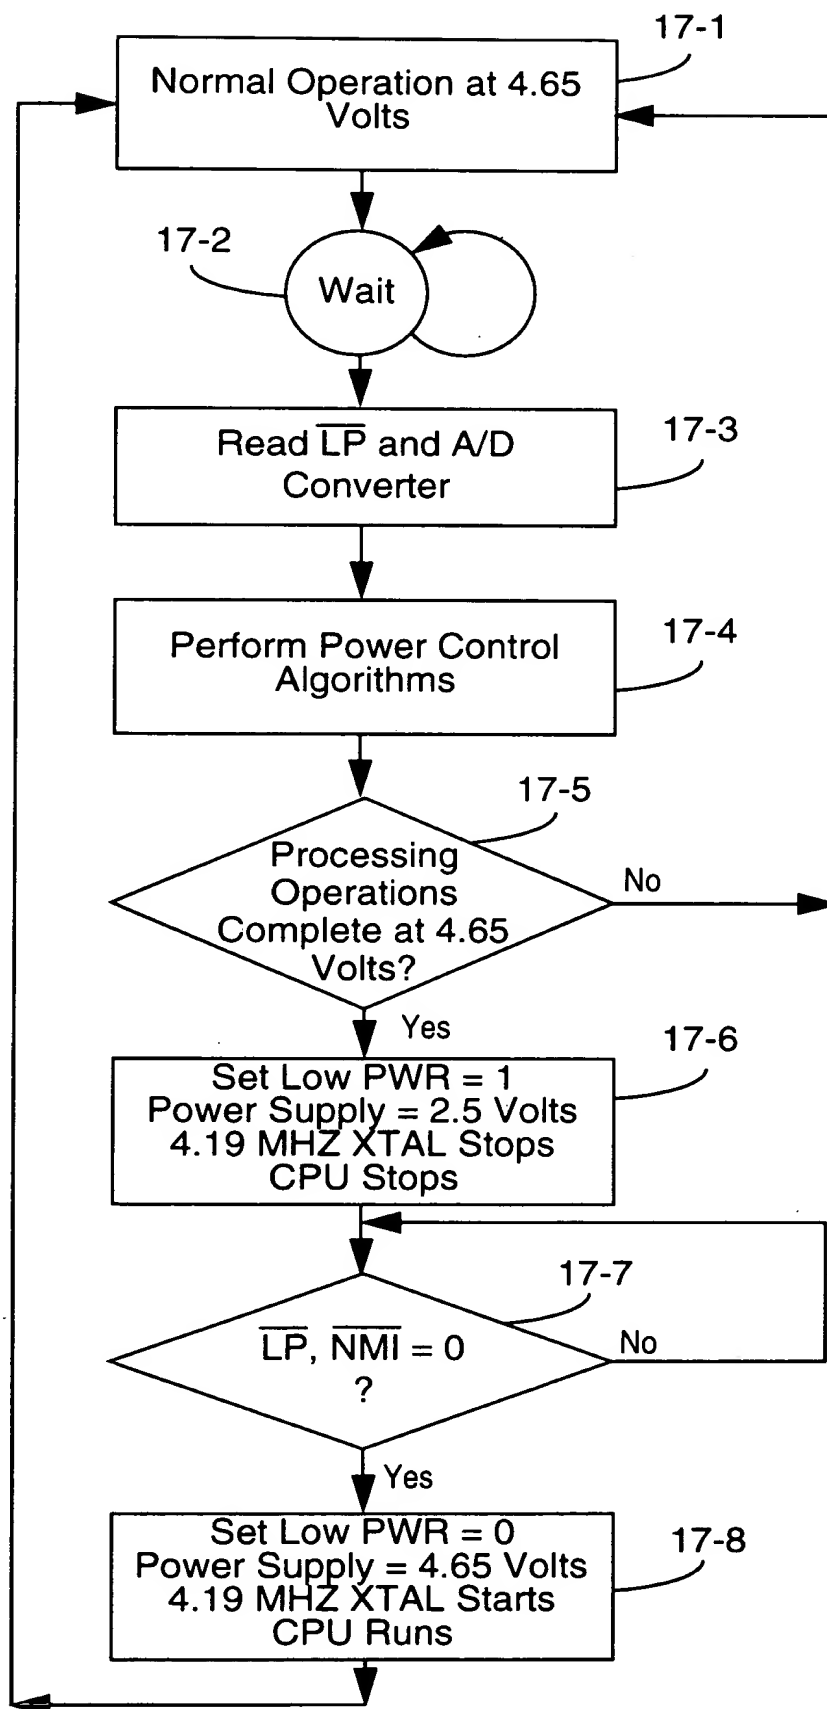 17-1
Normal Operation at 4.65
Volts
17-2
Wait
Read L̅P̅ and A/D
Converter
17-3
Perform Power Control
Algorithms
17-4
17-5
Processing
Operations
Complete at 4.65
Volts?
No
Yes
17-6
Set Low PWR = 1
Power Supply = 2.5 Volts
4.19 MHZ XTAL Stops
CPU Stops
17-7
L̅P̅, N̅M̅I̅ = 0
?
No
Yes
17-8
Set Low PWR = 0
Power Supply = 4.65 Volts
4.19 MHZ XTAL Starts
CPU Runs